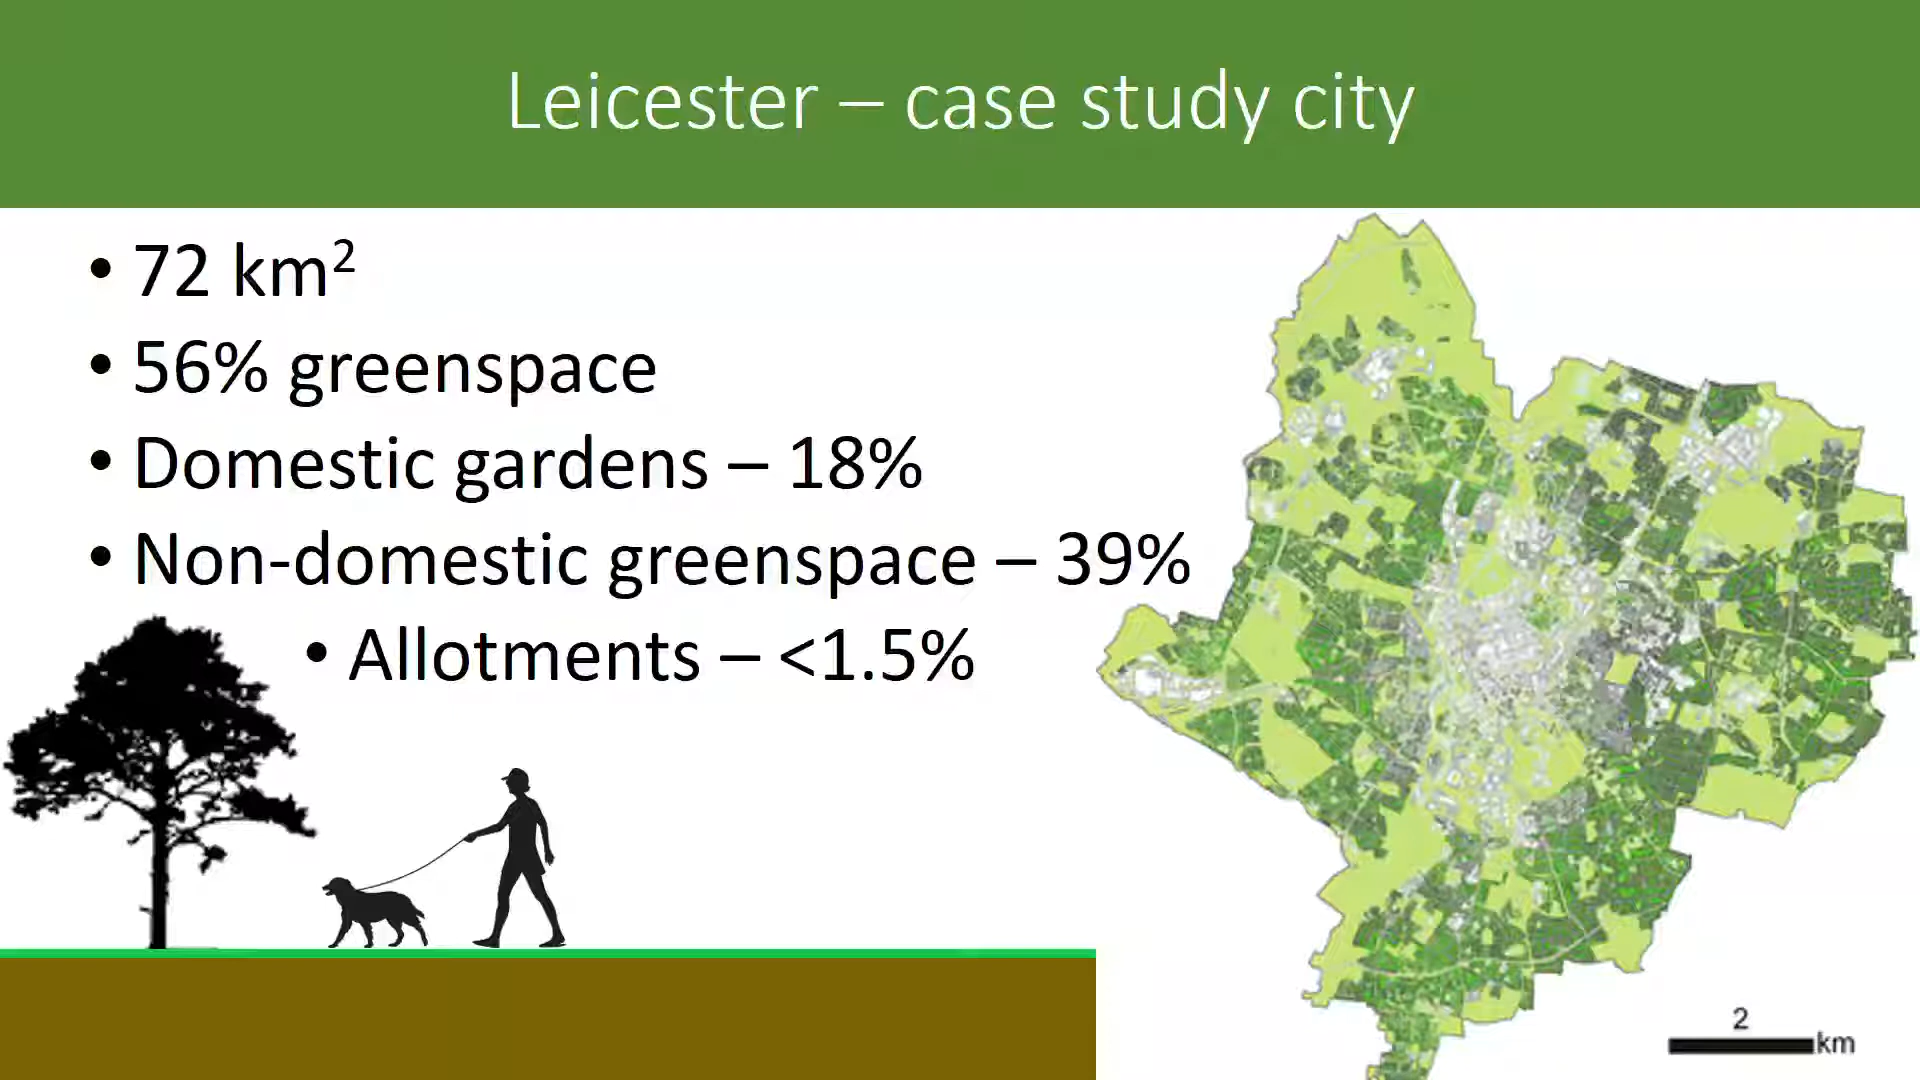 Leicester – case study city
• 72 km²
• 56% greenspace
• Domestic gardens – 18%
• Non-domestic greenspace – 39%
• Allotments – <1.5%
2
km